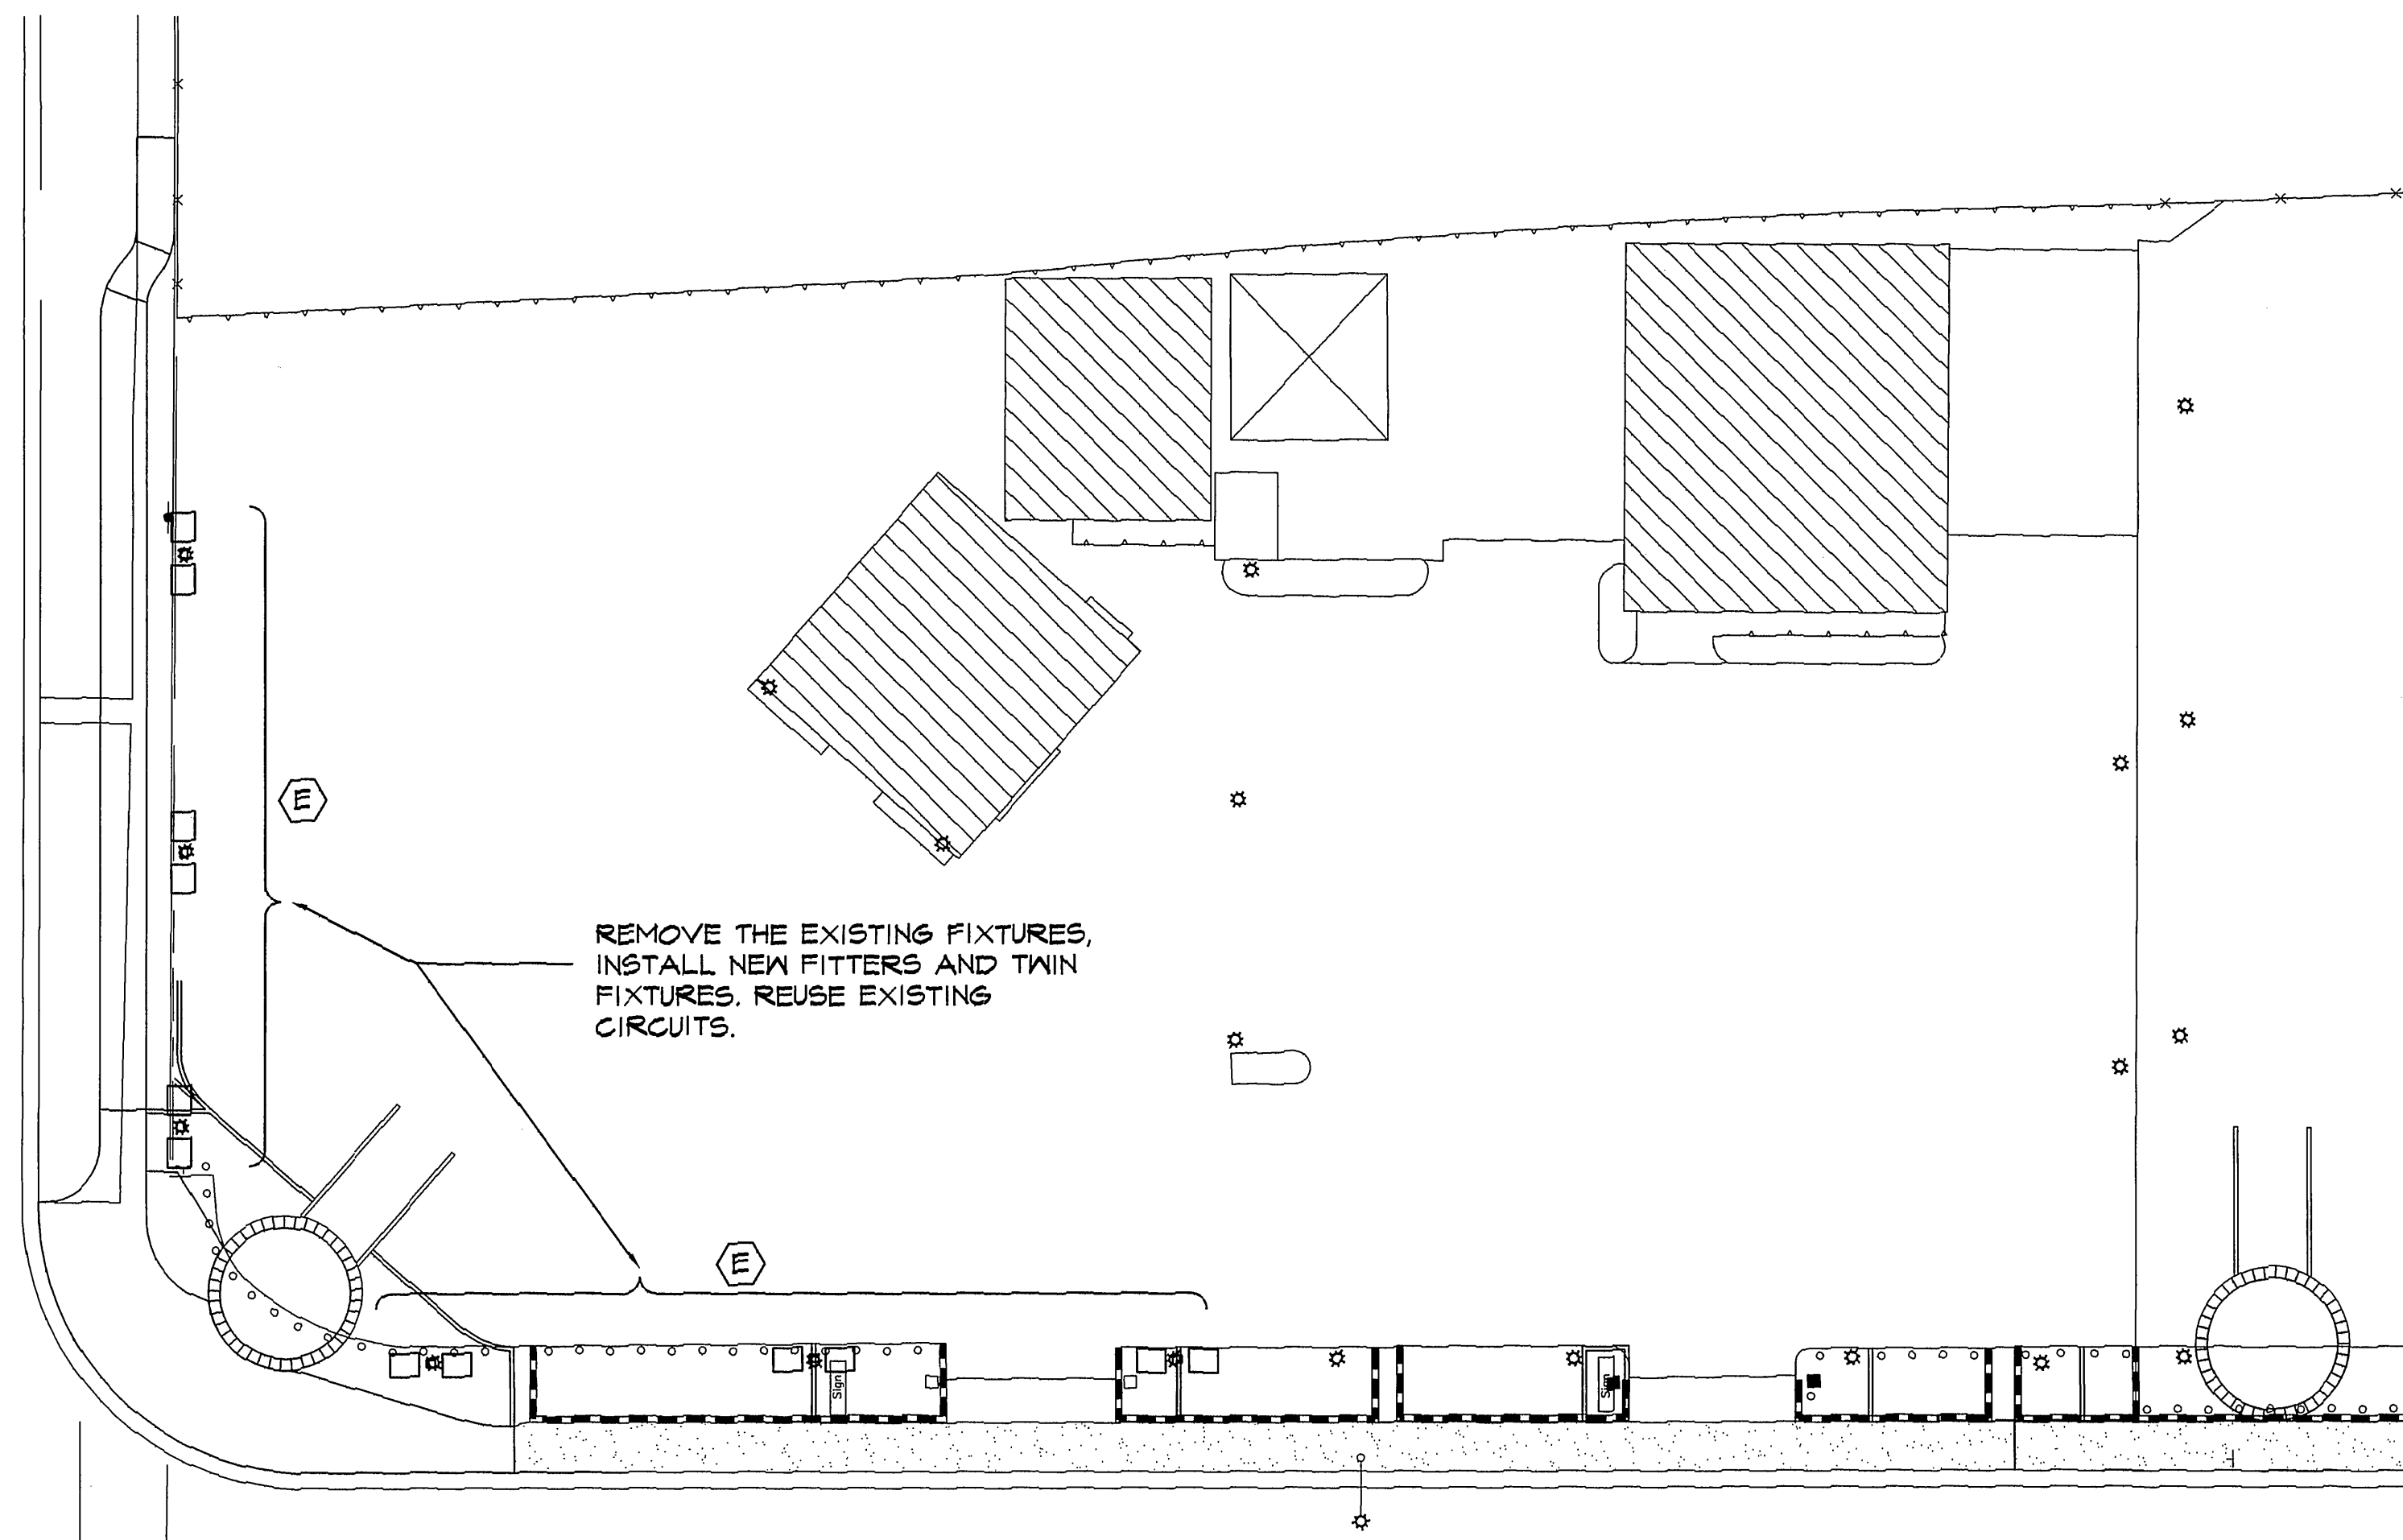 E
REMOVE THE EXISTING FIXTURES,
INSTALL NEW FITTERS AND TWIN
FIXTURES. REUSE EXISTING
CIRCUITS.
E
Sign
Sign